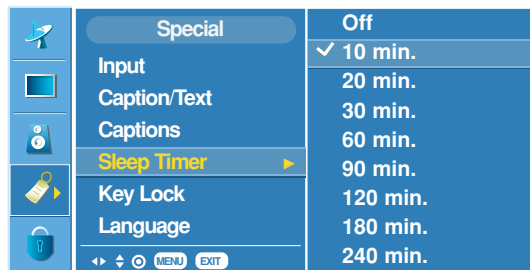 Special
Input
Caption/Text
Captions
Sleep Timer
Key Lock
Language
MENU EXIT
Off
10 min.
20 min.
30 min.
60 min.
90 min.
120 min.
180 min.
240 min.